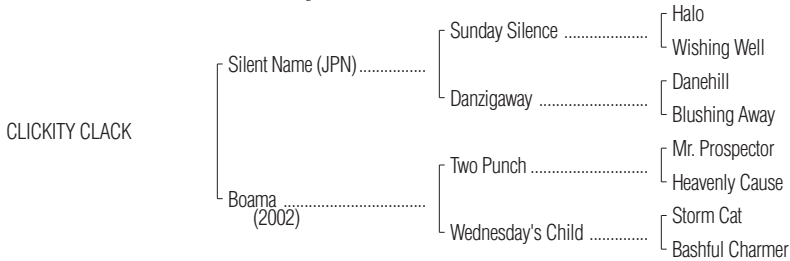 Halo
Sunday Silence ..................
Wishing Well
Silent Name (JPN)................
Danehill
Danzigaway .........................
Blushing Away
CLICKITY CLACK
Mr. Prospector
Two Punch ...........................
Heavenly Cause
Boama ..................................
(2002)
Storm Cat
Wednesday's Child ..............
Bashful Charmer